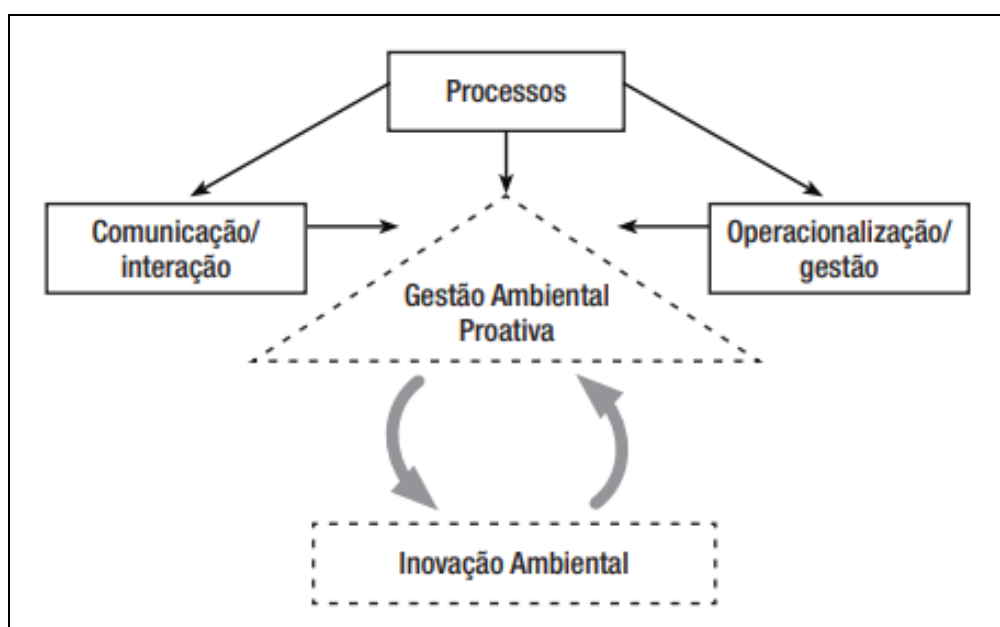 Processos
Comunicação/
interação
Operacionalização/
gestão
Gestão Ambiental
Proativa
Inovação Ambiental